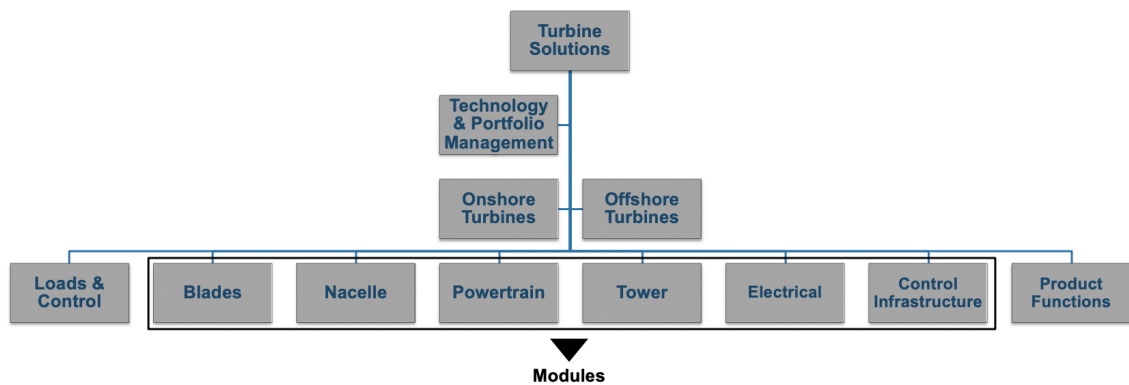 Turbine
Solutions
Technology
& Portfolio
Management
Onshore
Turbines
Offshore
Turbines
Loads &
Control
Blades
Nacelle
Powertrain
Tower
Electrical
Control
Infrastructure
Product
Functions
Modules